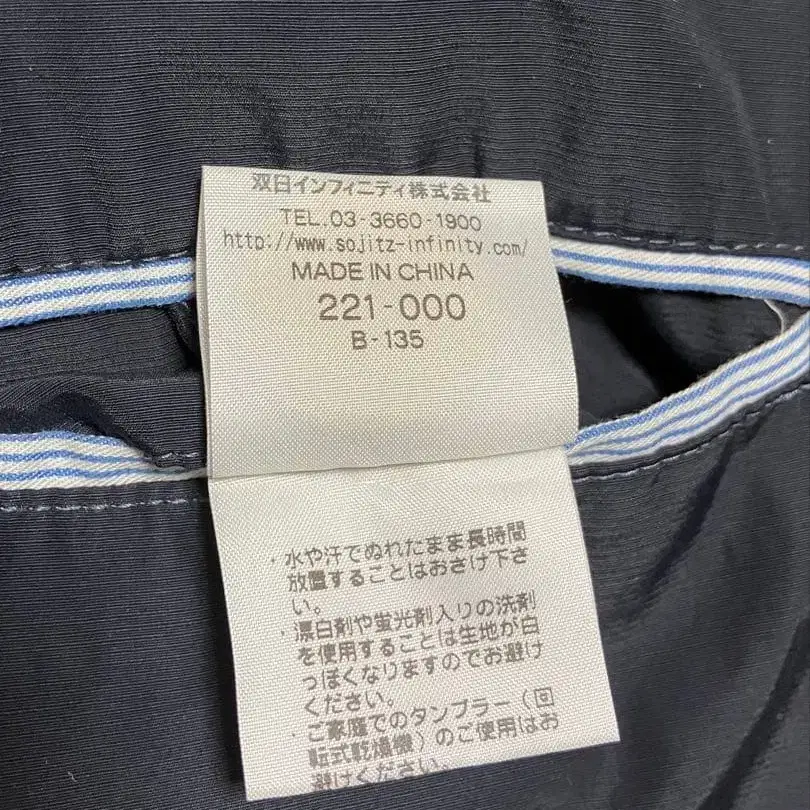 双日インフィニティ株式会社
TEL.03-3660-1900
http://www.sojitz-infinity.com/
MADE IN CHINA
221-000
B-135
・水や汗でぬれたまま長時間
放置することはおさけ下さ
い。
・漂白剤や蛍光剤入りの洗剤
を使用することは生地が白
っぽくなりますのでお避け
ください。
・ご家庭でのタンブラー（回
転式乾燥機）のご使用はお
避けください。